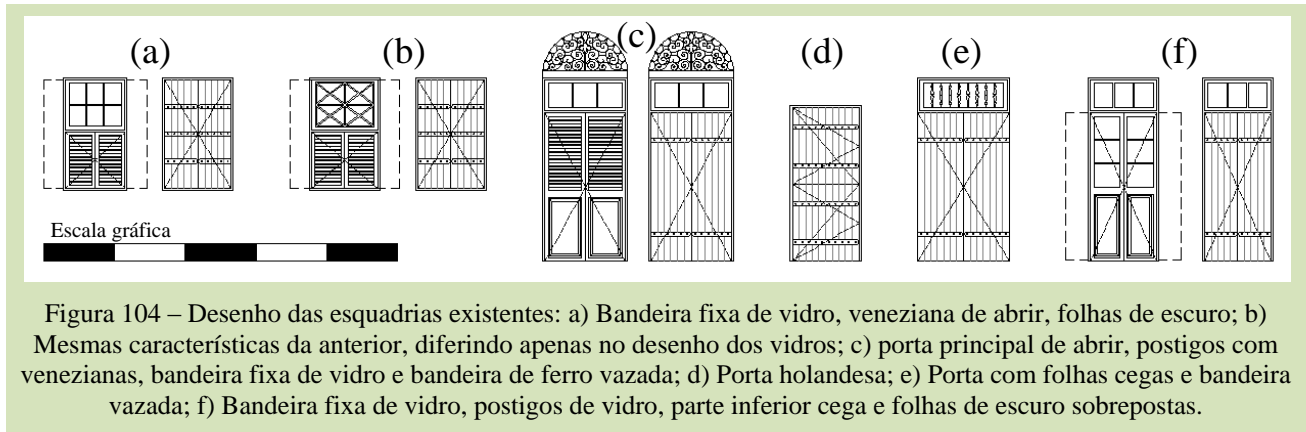 (a) (b) (c) (d) (e) (f)
Escala gráfica
Figura 104 – Desenho das esquadrias existentes: a) Bandeira fixa de vidro, veneziana de abrir, folhas de escuro; b)
Mesmas características da anterior, diferindo apenas no desenho dos vidros; c) porta principal de abrir, postigos com
venezianas, bandeira fixa de vidro e bandeira de ferro vazada; d) Porta holandesa; e) Porta com folhas cegas e bandeira
vazada; f) Bandeira fixa de vidro, postigos de vidro, parte inferior cega e folhas de escuro sobrepostas.